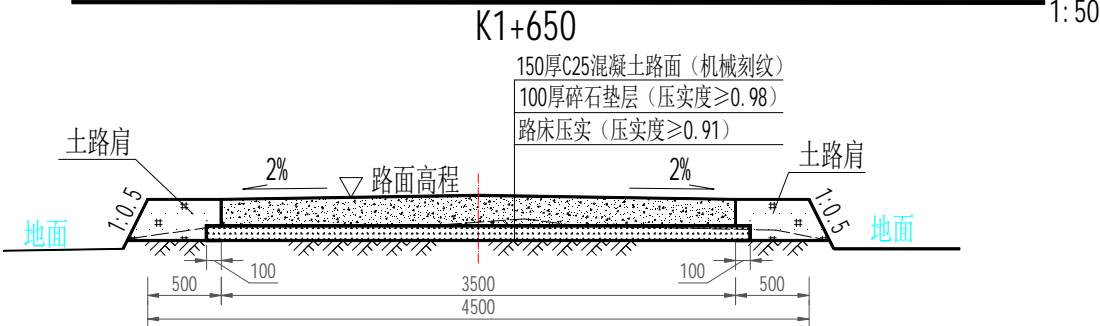 1:50
K1+650
150厚C25混凝土路面（机械刻纹）
100厚碎石垫层（压实度≥0.98）
路床压实（压实度≥0.91）
土路肩
土路肩
2%
路面高程
2%
1:0.5
1:0.5
地面
地面
100
100
500
3500
500
4500